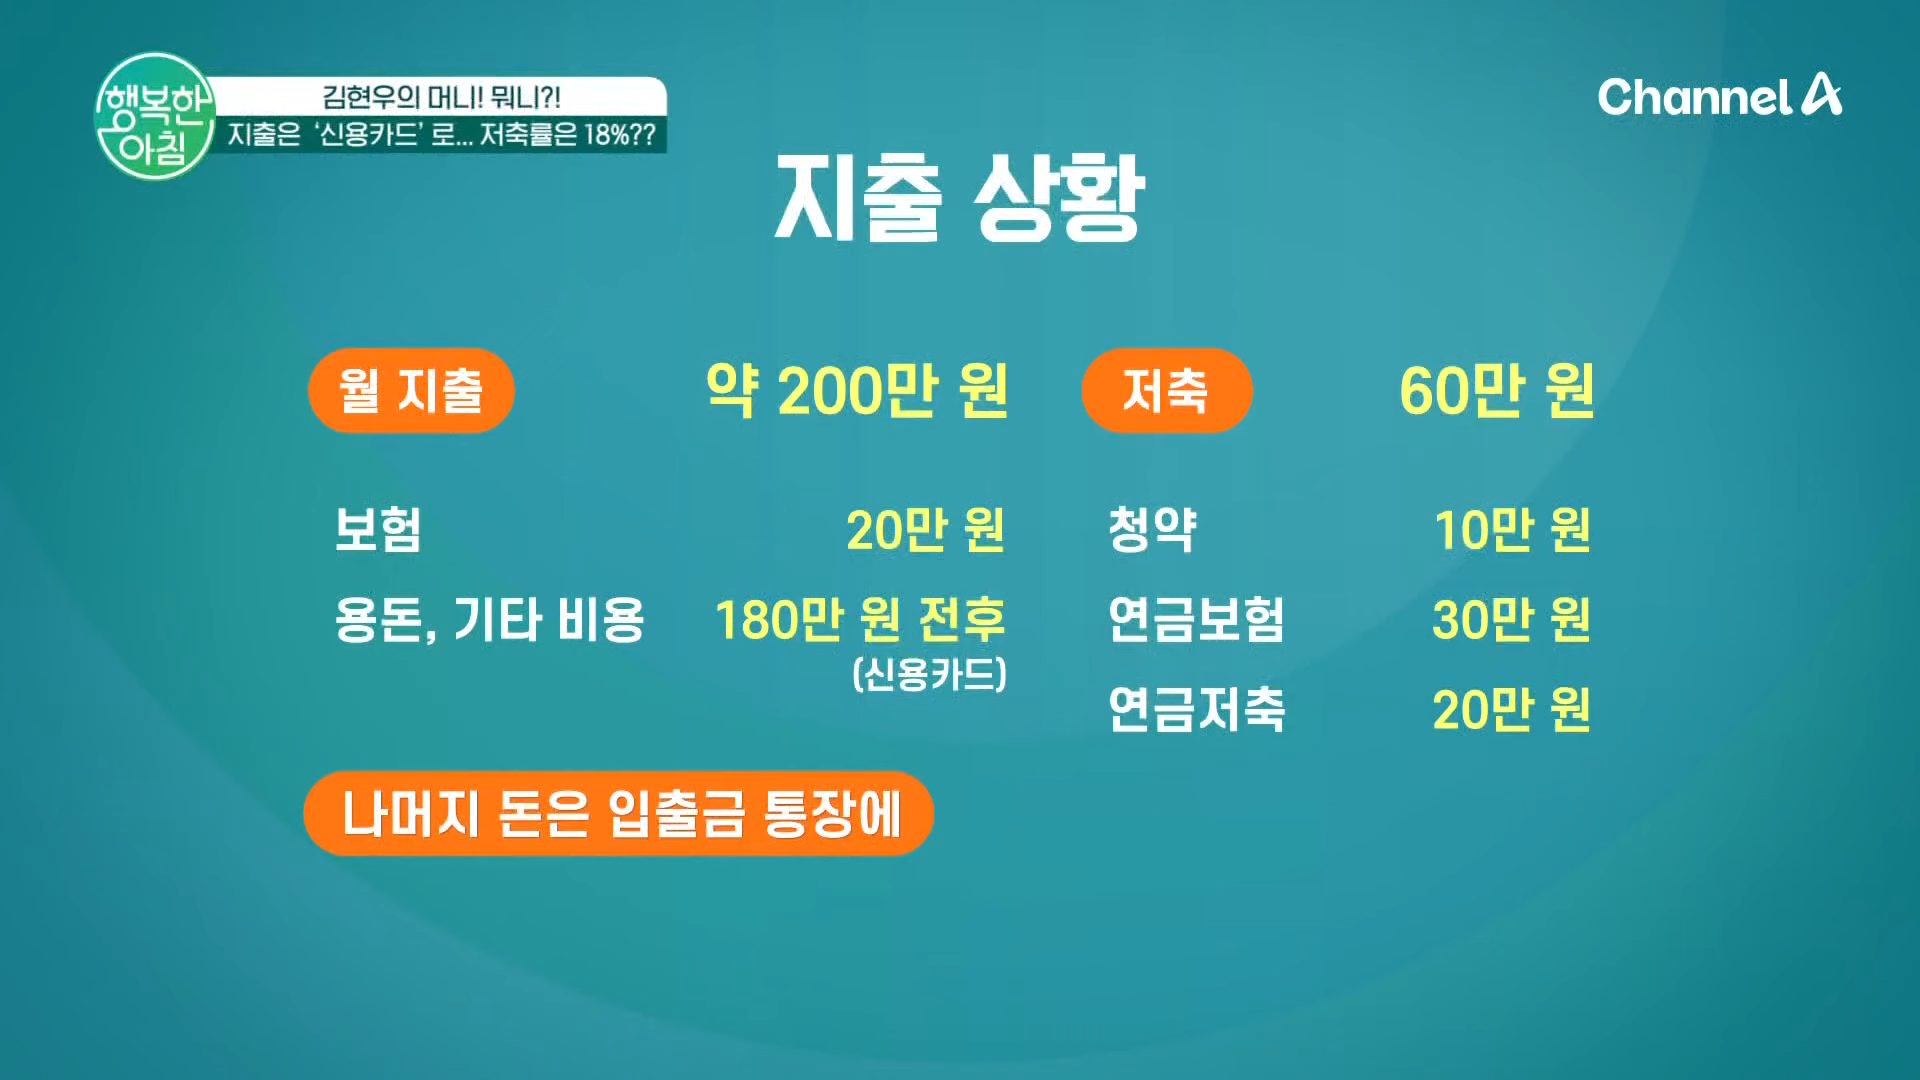 행복한
아침
김현우의 머니! 뭐니?!
지출은 ‘신용카드’ 로... 저축률은 18%??
Channel A
지출 상황
월 지출 약 200만 원
보험 20만 원
용돈, 기타 비용 180만 원 전후
(신용카드)
저축 60만 원
청약 10만 원
연금보험 30만 원
연금저축 20만 원
나머지 돈은 입출금 통장에